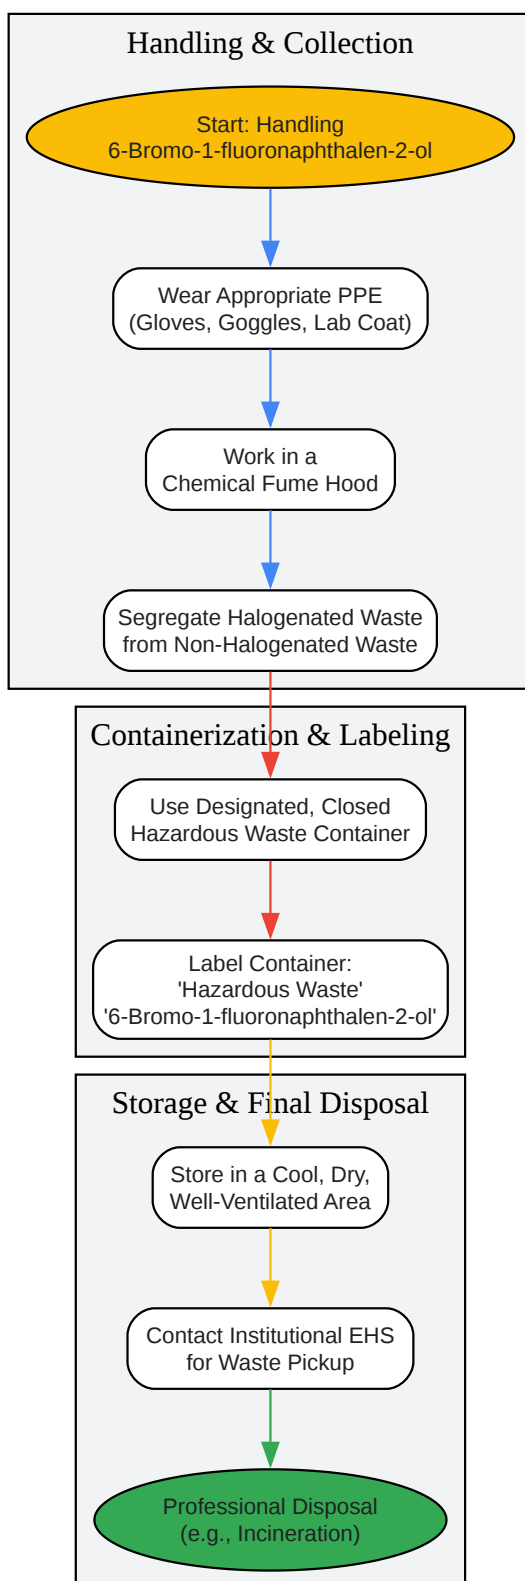 Handling & Collection
Start: Handling
6-Bromo-1-fluoronaphthalen-2-ol
Wear Appropriate PPE
(Gloves, Goggles, Lab Coat)
Work in a
Chemical Fume Hood
Segregate Halogenated Waste
from Non-Halogenated Waste
Containerization & Labeling
Use Designated, Closed
Hazardous Waste Container
Label Container:
'Hazardous Waste'
'6-Bromo-1-fluoronaphthalen-2-ol'
Storage & Final Disposal
Store in a Cool, Dry,
Well-Ventilated Area
Contact Institutional EHS
for Waste Pickup
Professional Disposal
(e.g., Incineration)